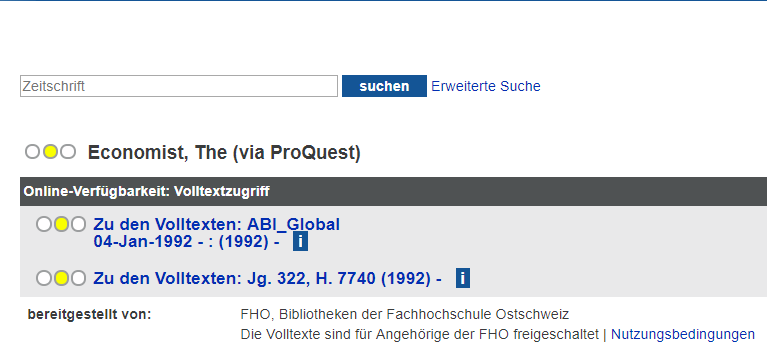 Zeitschrift suchen Erweiterte Suche
Economist, The (via ProQuest)
Online-Verfügbarkeit: Volltextzugriff
Zu den Volltexten: ABI_Global
04-Jan-1992 - : (1992) - i
Zu den Volltexten: Jg. 322, H. 7740 (1992) - i
bereitgestellt von: FHO, Bibliotheken der Fachhochschule Ostschweiz
Die Volltexte sind für Angehörige der FHO freigeschaltet | Nutzungsbedingungen